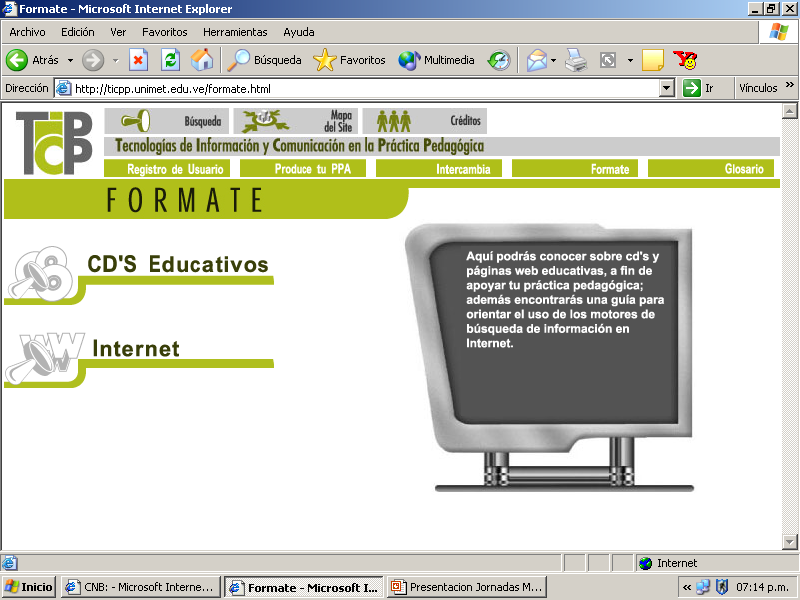 Formate - Microsoft Internet Explorer
Archivo Edición Ver Favoritos Herramientas Ayuda
Atrás Búsqueda Favoritos Multimedia
Dirección http://ticpp.unimet.edu.ve/formate.html Ir Vínculos »
TICPP
Búsqueda Mapa del Site Créditos
Tecnologías de Información y Comunicación en la Práctica Pedagógica
Registro de Usuario Produce tu PPA Intercambia Formate Glosario
FORMATE
CD'S Educativos
Internet
Aquí podrás conocer sobre cd's y
páginas web educativas, a fin de
apoyar tu práctica pedagógica;
además encontrarás una guía para
orientar el uso de los motores de
búsqueda de información en
Internet.
Internet
Inicio CNB: - Microsoft Interne... Formate - Microsoft I... Presentacion Jornadas M... « 07:14 p.m.